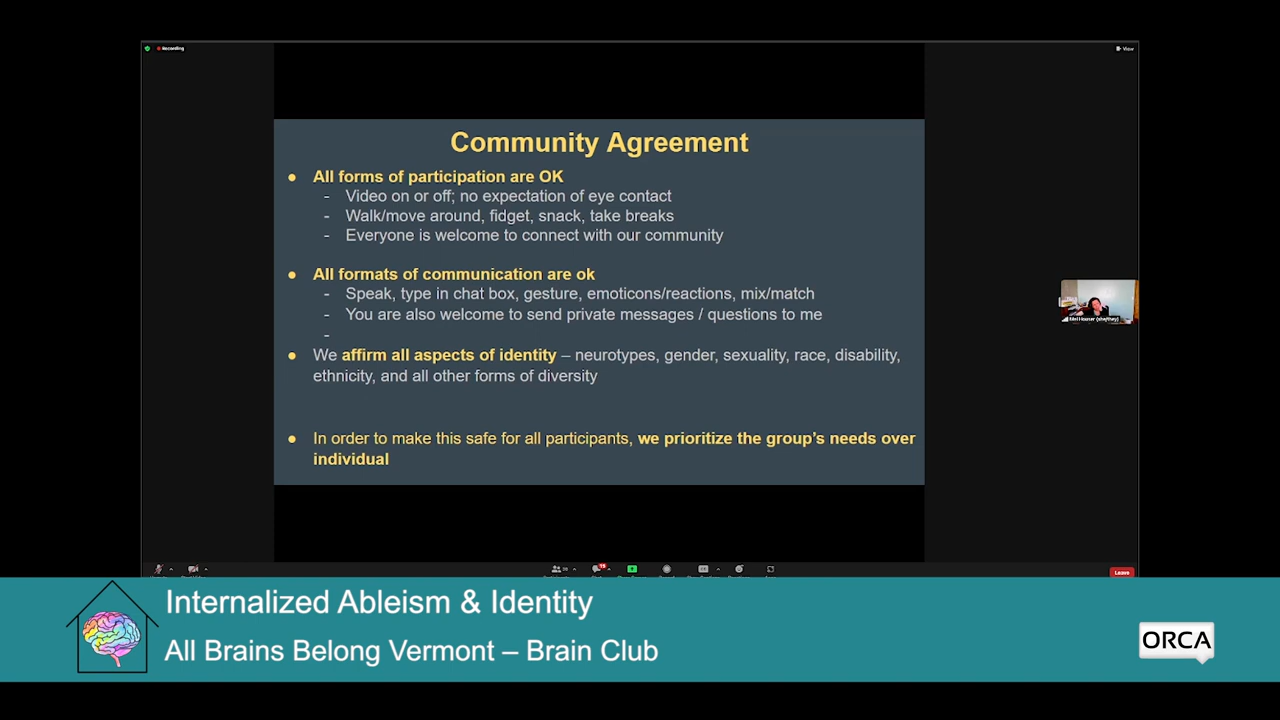 Recording
View
Community Agreement
● All forms of participation are OK
- Video on or off; no expectation of eye contact
- Walk/move around, fidget, snack, take breaks
- Everyone is welcome to connect with our community
● All formats of communication are ok
- Speak, type in chat box, gesture, emoticons/reactions, mix/match
- You are also welcome to send private messages / questions to me
-
● We affirm all aspects of identity – neurotypes, gender, sexuality, race, disability,
ethnicity, and all other forms of diversity
● In order to make this safe for all participants, we prioritize the group's needs over
individual
Mel Houser (she/they)
Leave
Internalized Ableism & Identity
All Brains Belong Vermont – Brain Club
ORCA